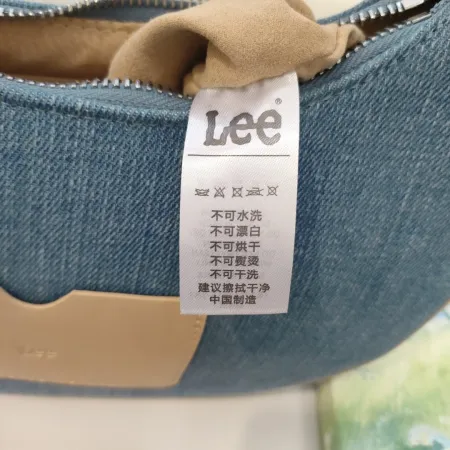 Lee®
不可水洗
不可漂白
不可烘干
不可熨烫
不可干洗
建议擦拭干净
中国制造
Lee